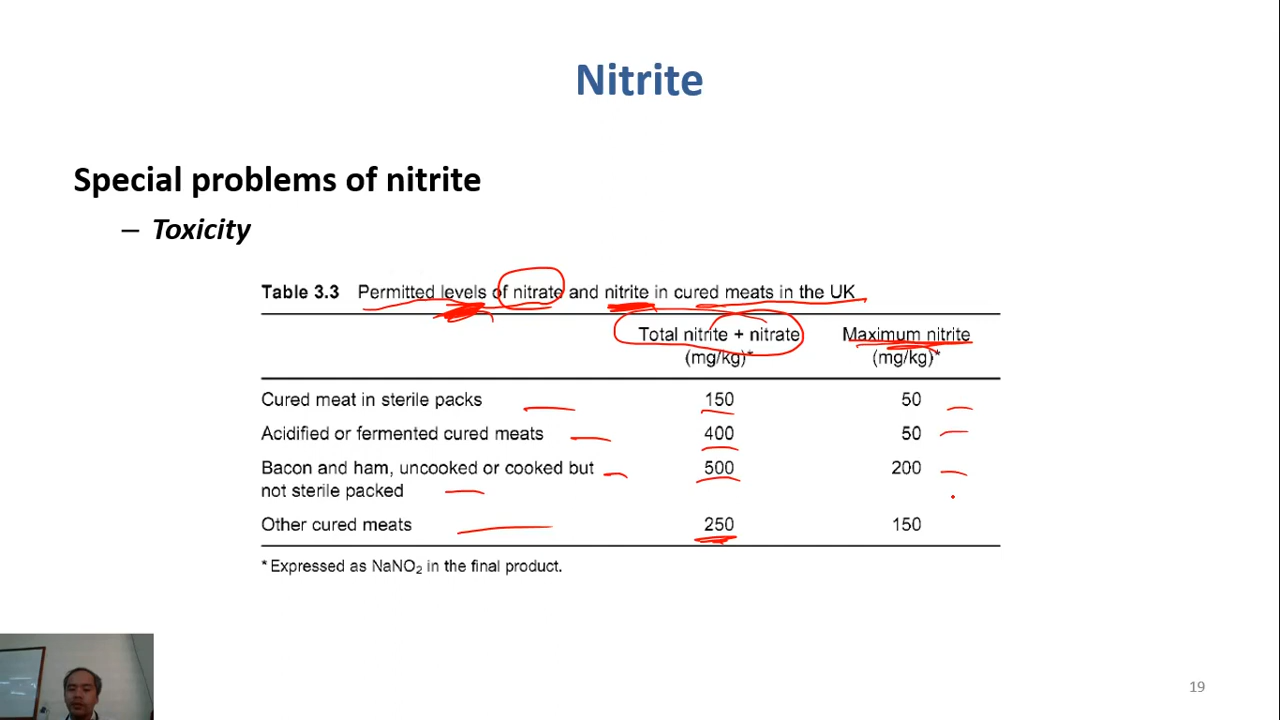 Nitrite
Special problems of nitrite
– Toxicity
Table 3.3 Permitted levels of nitrate and nitrite in cured meats in the UK
Total nitrite + nitrate Maximum nitrite
(mg/kg)* (mg/kg)*
Cured meat in sterile packs 150 50
Acidified or fermented cured meats 400 50
Bacon and ham, uncooked or cooked but 500 200
not sterile packed
Other cured meats 250 150
*Expressed as NaNO₂ in the final product.
19